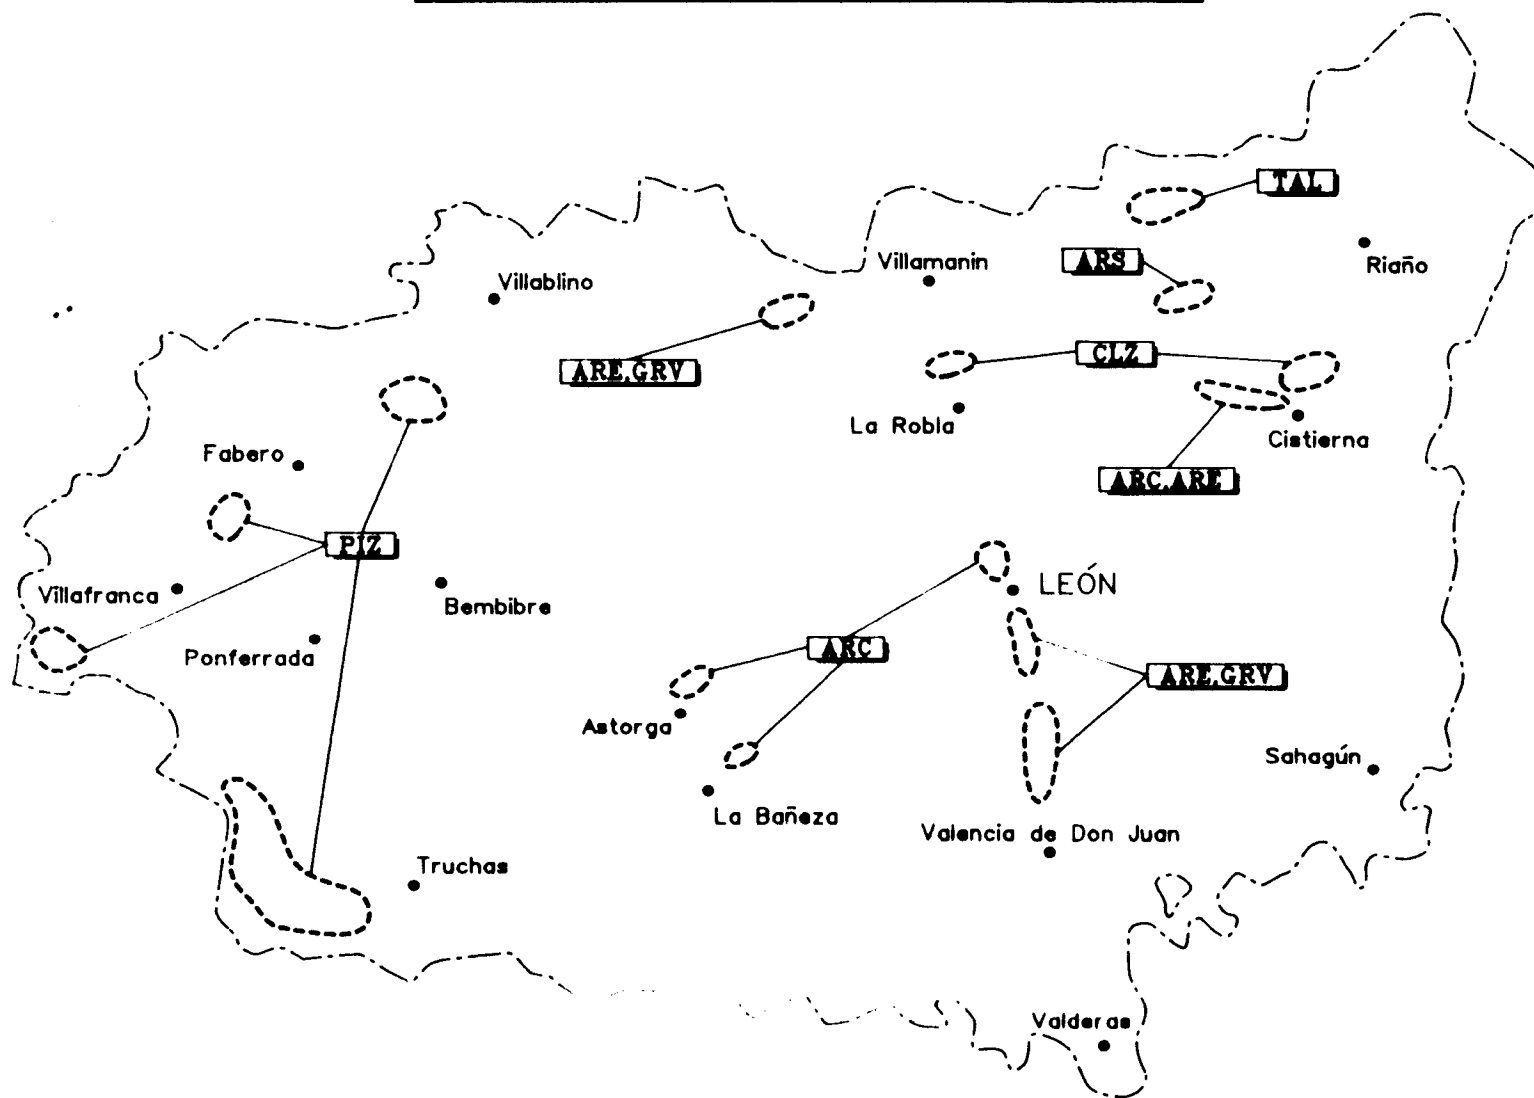 TAL
Riaño
ARS
Villamanin
Villablino
CLZ
ARE.GRV
La Robla
Cistierna
Fabero
ARC.ARE
PIZ
LEÓN
Villafranca
Bembibre
Ponferrada
ARC
ARE.GRV
Astorga
Sahagún
La Bañeza
Valencia de Don Juan
Truchas
Valderas